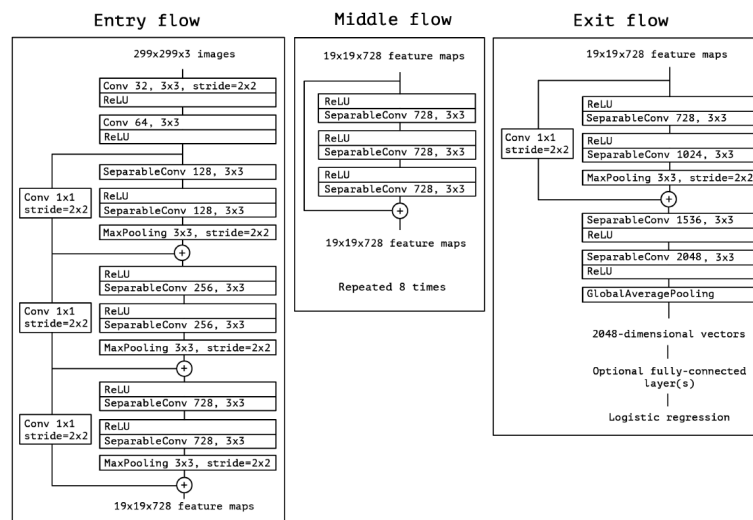 Entry flow
299x299x3 images
Conv 32, 3x3, stride=2x2
ReLU
Conv 64, 3x3
ReLU
SeparableConv 128, 3x3
Conv 1x1
stride=2x2
ReLU
SeparableConv 128, 3x3
MaxPooling 3x3, stride=2x2
+
ReLU
SeparableConv 256, 3x3
Conv 1x1
stride=2x2
ReLU
SeparableConv 256, 3x3
MaxPooling 3x3, stride=2x2
+
ReLU
SeparableConv 728, 3x3
Conv 1x1
stride=2x2
ReLU
SeparableConv 728, 3x3
MaxPooling 3x3, stride=2x2
+
19x19x728 feature maps
Middle flow
19x19x728 feature maps
ReLU
SeparableConv 728, 3x3
ReLU
SeparableConv 728, 3x3
ReLU
SeparableConv 728, 3x3
+
19x19x728 feature maps
Repeated 8 times
Exit flow
19x19x728 feature maps
ReLU
SeparableConv 728, 3x3
Conv 1x1
stride=2x2
ReLU
SeparableConv 1024, 3x3
MaxPooling 3x3, stride=2x2
+
SeparableConv 1536, 3x3
ReLU
SeparableConv 2048, 3x3
ReLU
GlobalAveragePooling
2048-dimensional vectors
Optional fully-connected
layer(s)
Logistic regression